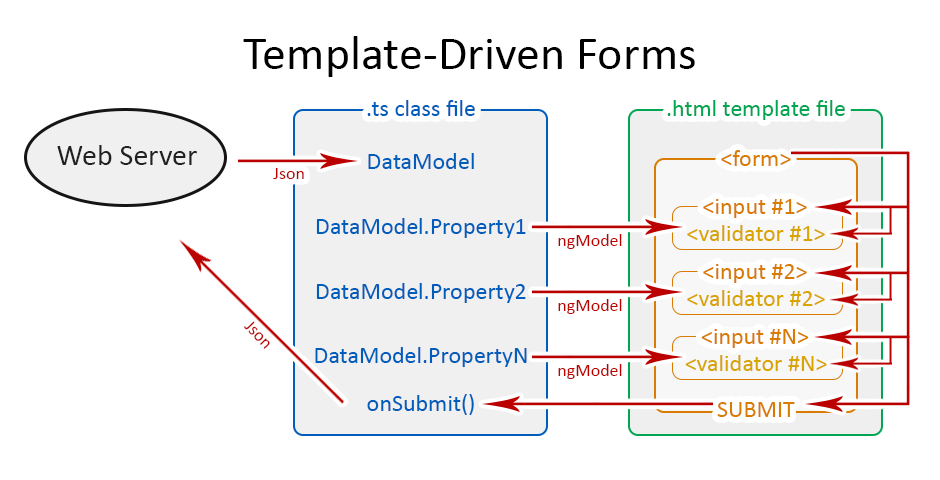 Template-Driven Forms
.ts class file
.html template file
Web Server
Json
DataModel
<form>
DataModel.Property1
ngModel
<input #1>
<validator #1>
DataModel.Property2
ngModel
<input #2>
<validator #2>
DataModel.PropertyN
ngModel
<input #N>
<validator #N>
Json
onSubmit()
SUBMIT